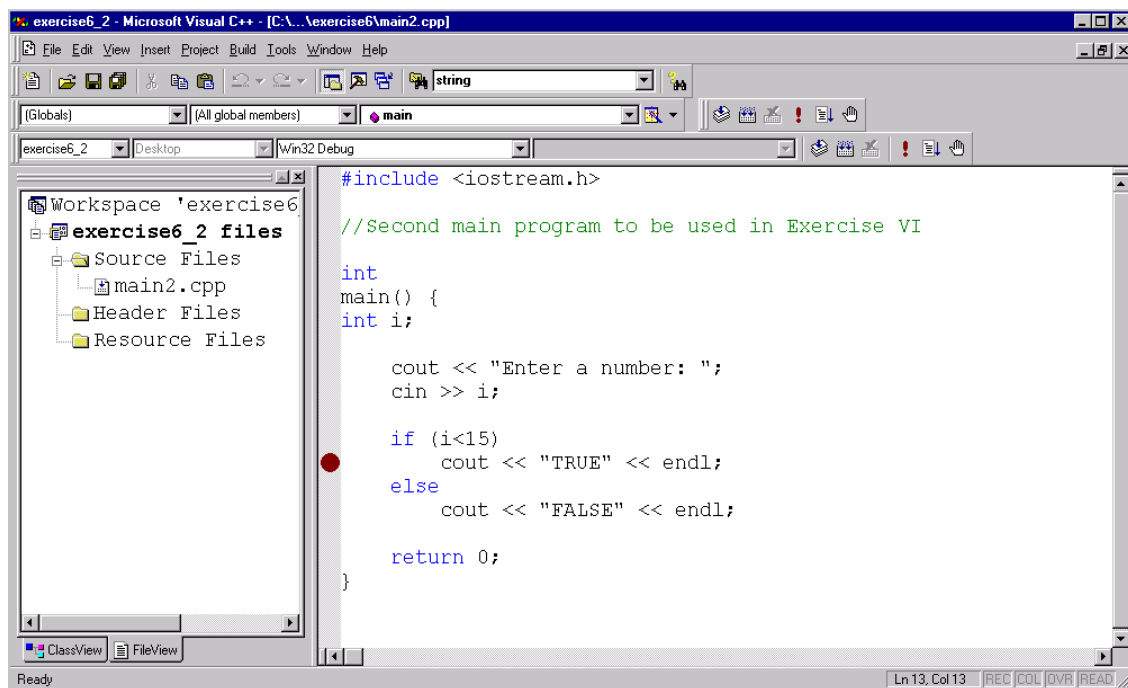 exercise6_2 - Microsoft Visual C++ - [C:\...\exercise6\main2.cpp]
File Edit View Insert Project Build Tools Window Help
string
(Globals) (All global members) main
exercise6_2 Desktop Win32 Debug
Workspace 'exercise6_
exercise6_2 files
Source Files
main2.cpp
Header Files
Resource Files
ClassView FileView
#include <iostream.h>
//Second main program to be used in Exercise VI
int
main() {
int i;
cout << "Enter a number: ";
cin >> i;
if (i<15)
cout << "TRUE" << endl;
else
cout << "FALSE" << endl;
return 0;
}
Ready Ln 13, Col 13 REC COL OVR READ